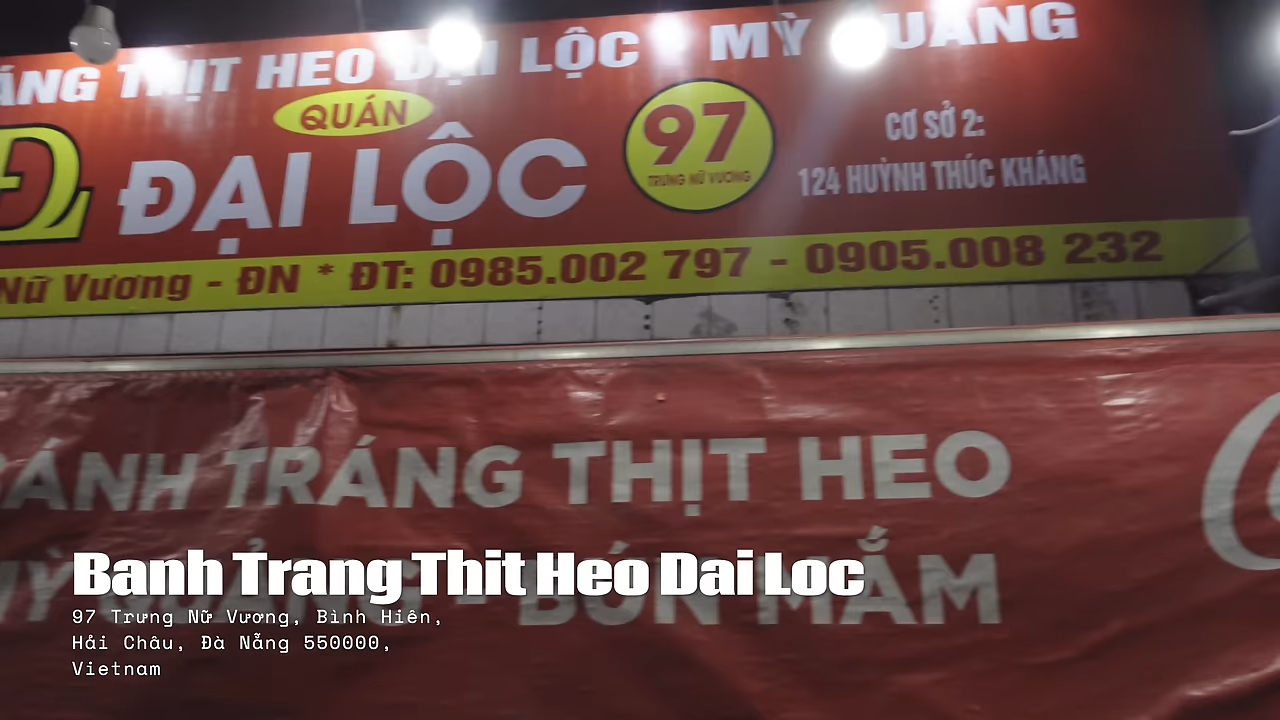 ÁNG THỊT HEO ĐẠI LỘC - MỲ QUẢNG
QUÁN
ĐẠI LỘC
97
TRƯNG NỮ VƯƠNG
CƠ SỞ 2:
124 HUỲNH THÚC KHÁNG
Nữ Vương - ĐN * ĐT: 0985.002 797 - 0905.008 232
BÁNH TRÁNG THỊT HEO
BÚN MẮM
Banh Trang Thit Heo Dai Loc
97 Trưng Nữ Vương, Bình Hiên,
Hải Châu, Đà Nẵng 550000,
Vietnam